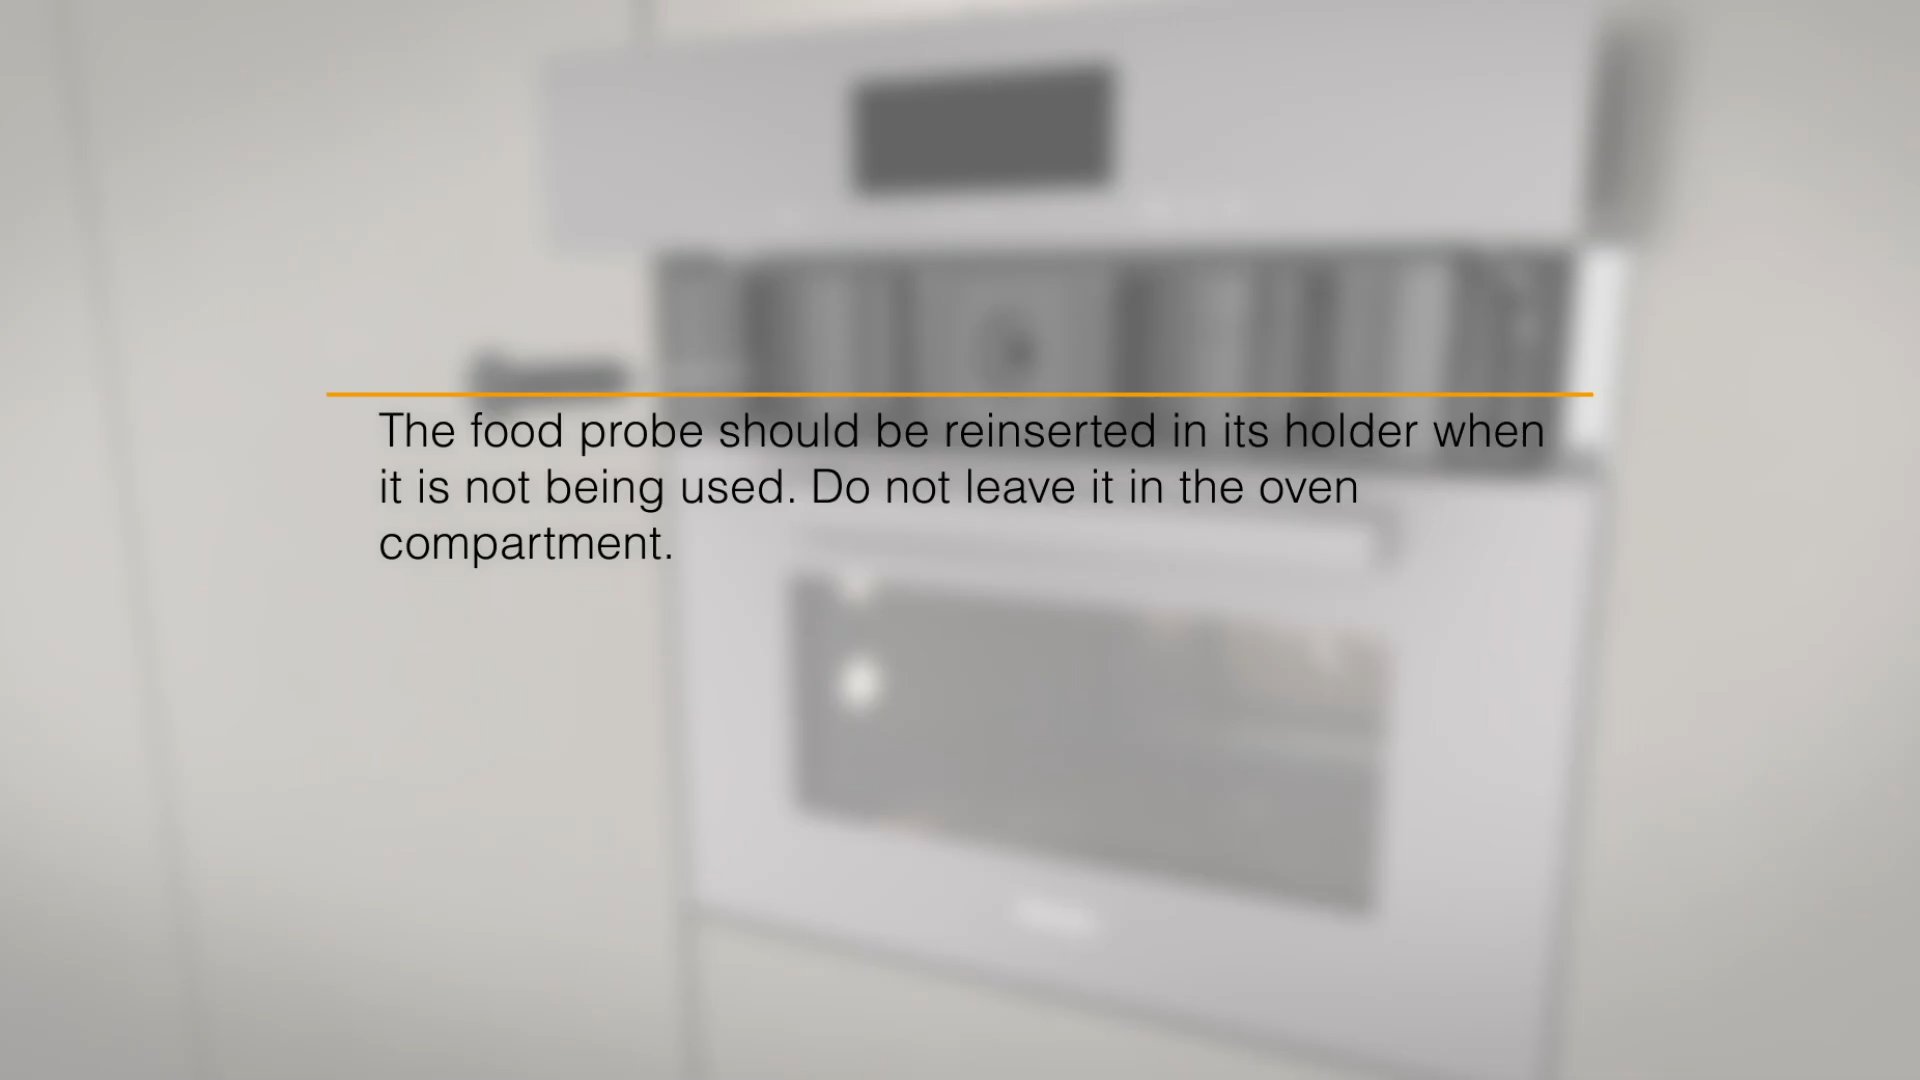 The food probe should be reinserted in its holder when
it is not being used. Do not leave it in the oven
compartment.